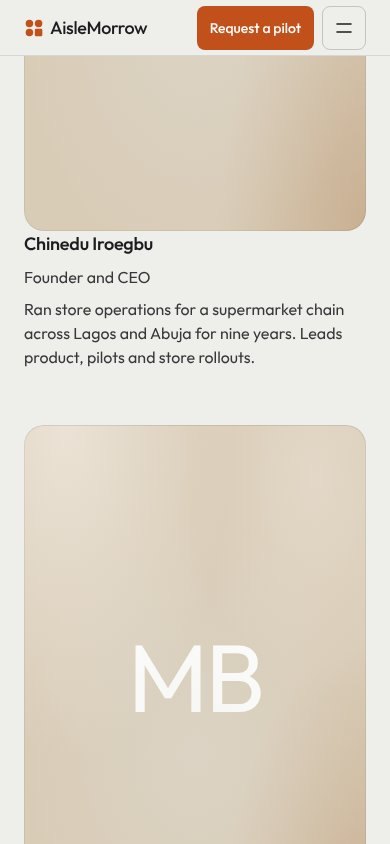 AisleMorrow
Request a pilot
Chinedu Iroegbu
Founder and CEO
Ran store operations for a supermarket chain
across Lagos and Abuja for nine years. Leads
product, pilots and store rollouts.
MB